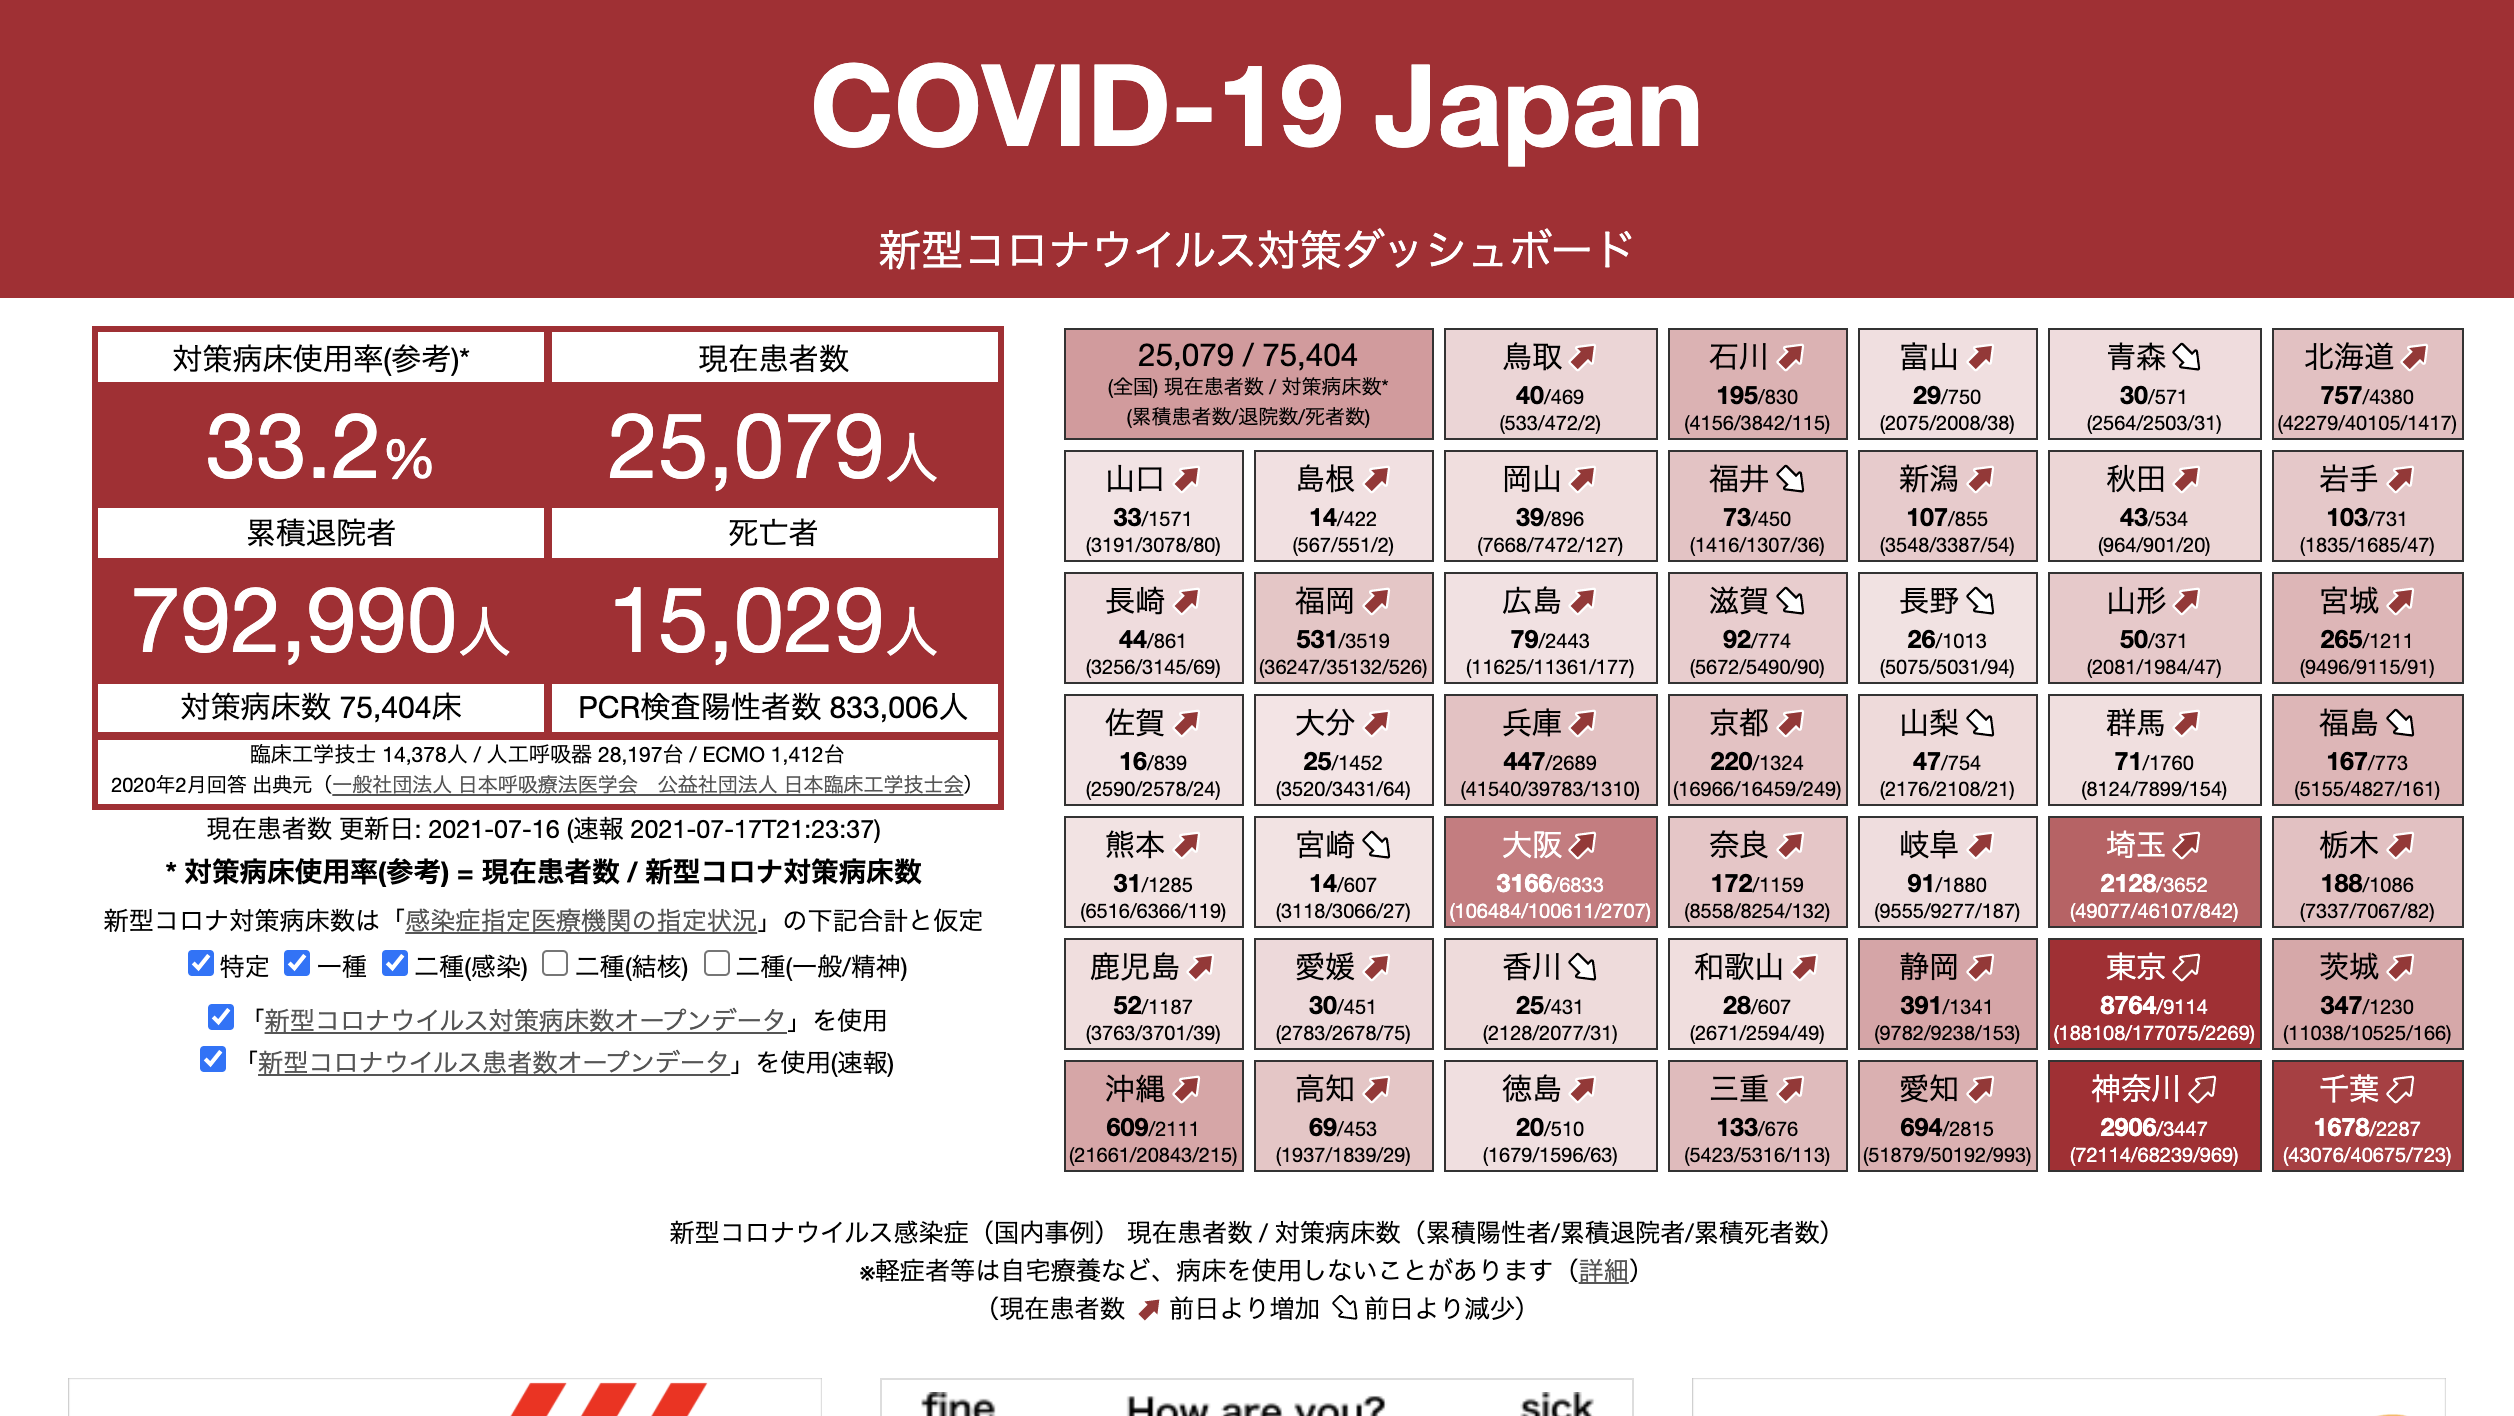 COVID-19 Japan
新型コロナウイルス対策ダッシュボード
対策病床使用率(参考)*
現在患者数
33.2%
25,079人
累積退院者
死亡者
792,990人
15,029人
対策病床数 75,404床
PCR検査陽性者数 833,006人
臨床工学技士 14,378人 / 人工呼吸器 28,197台 / ECMO 1,412台
2020年2月回答 出典元（一般社団法人 日本呼吸療法医学会　公益社団法人 日本臨床工学技士会）
現在患者数 更新日: 2021-07-16 (速報 2021-07-17T21:23:37)
* 対策病床使用率(参考) = 現在患者数 / 新型コロナ対策病床数
新型コロナ対策病床数は「感染症指定医療機関の指定状況」の下記合計と仮定
特定 一種 二種(感染) 二種(結核) 二種(一般/精神)
「新型コロナウイルス対策病床数オープンデータ」を使用
「新型コロナウイルス患者数オープンデータ」を使用(速報)
25,079 / 75,404
(全国) 現在患者数 / 対策病床数*
(累積患者数/退院数/死者数)
鳥取
40/469
(533/472/2)
石川
195/830
(4156/3842/115)
富山
29/750
(2075/2008/38)
青森
30/571
(2564/2503/31)
北海道
757/4380
(42279/40105/1417)
山口
33/1571
(3191/3078/80)
島根
14/422
(567/551/2)
岡山
39/896
(7668/7472/127)
福井
73/450
(1416/1307/36)
新潟
107/855
(3548/3387/54)
秋田
43/534
(964/901/20)
岩手
103/731
(1835/1685/47)
長崎
44/861
(3256/3145/69)
福岡
531/3519
(36247/35132/526)
広島
79/2443
(11625/11361/177)
滋賀
92/774
(5672/5490/90)
長野
26/1013
(5075/5031/94)
山形
50/371
(2081/1984/47)
宮城
265/1211
(9496/9115/91)
佐賀
16/839
(2590/2578/24)
大分
25/1452
(3520/3431/64)
兵庫
447/2689
(41540/39783/1310)
京都
220/1324
(16966/16459/249)
山梨
47/754
(2176/2108/21)
群馬
71/1760
(8124/7899/154)
福島
167/773
(5155/4827/161)
熊本
31/1285
(6516/6366/119)
宮崎
14/607
(3118/3066/27)
大阪
3166/6833
(106484/100611/2707)
奈良
172/1159
(8558/8254/132)
岐阜
91/1880
(9555/9277/187)
埼玉
2128/3652
(49077/46107/842)
栃木
188/1086
(7337/7067/82)
鹿児島
52/1187
(3763/3701/39)
愛媛
30/451
(2783/2678/75)
香川
25/431
(2128/2077/31)
和歌山
28/607
(2671/2594/49)
静岡
391/1341
(9782/9238/153)
東京
8764/9114
(188108/177075/2269)
茨城
347/1230
(11038/10525/166)
沖縄
609/2111
(21661/20843/215)
高知
69/453
(1937/1839/29)
徳島
20/510
(1679/1596/63)
三重
133/676
(5423/5316/113)
愛知
694/2815
(51879/50192/993)
神奈川
2906/3447
(72114/68239/969)
千葉
1678/2287
(43076/40675/723)
新型コロナウイルス感染症（国内事例） 現在患者数 / 対策病床数（累積陽性者/累積退院者/累積死者数）
※軽症者等は自宅療養など、病床を使用しないことがあります（詳細）
（現在患者数 前日より増加 前日より減少）
fine How are you? sick